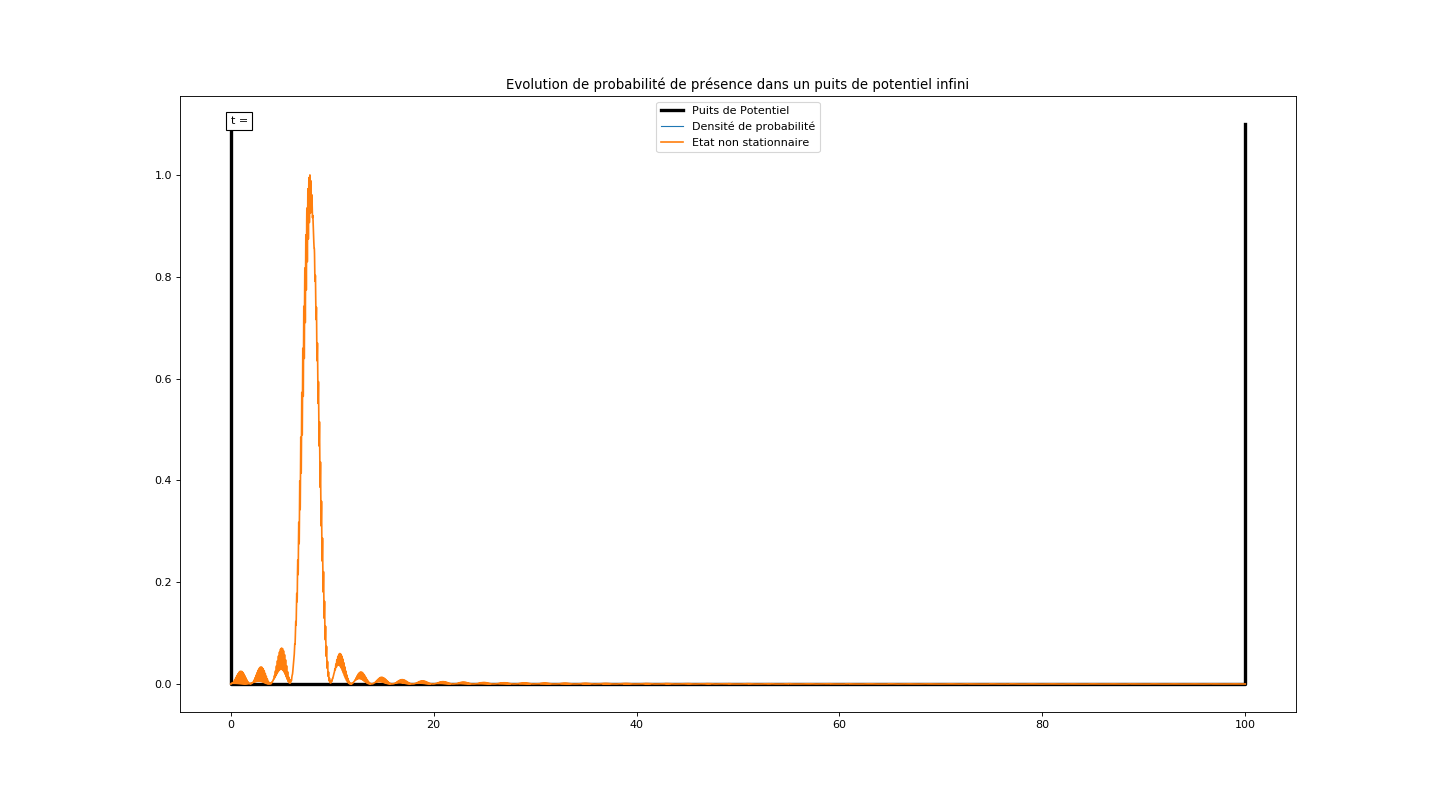 Evolution de probabilité de présence dans un puits de potentiel infini
t =
Puits de Potentiel
Densité de probabilité
Etat non stationnaire
1.0
0.8
0.6
0.4
0.2
0.0
0 20 40 60 80 100